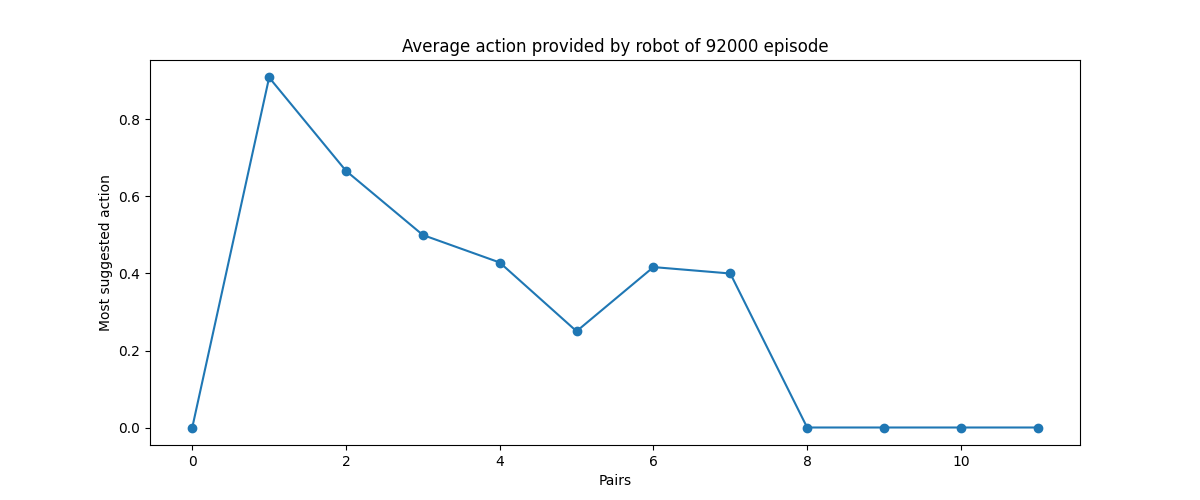 Average action provided by robot of 92000 episode
Most suggested action
0.8
0.6
0.4
0.2
0.0
0 2 4 6 8 10
Pairs